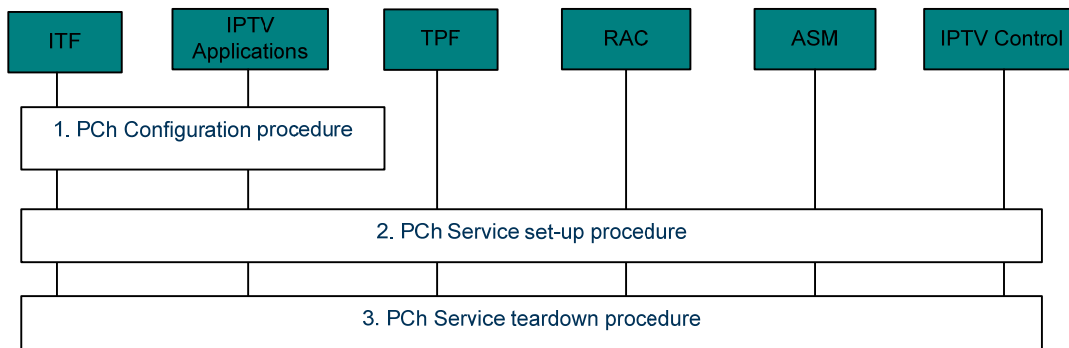 ITF
IPTV
Applications
TPF
RAC
ASM
IPTV Control
1. PCh Configuration procedure
2. PCh Service set-up procedure
3. PCh Service teardown procedure